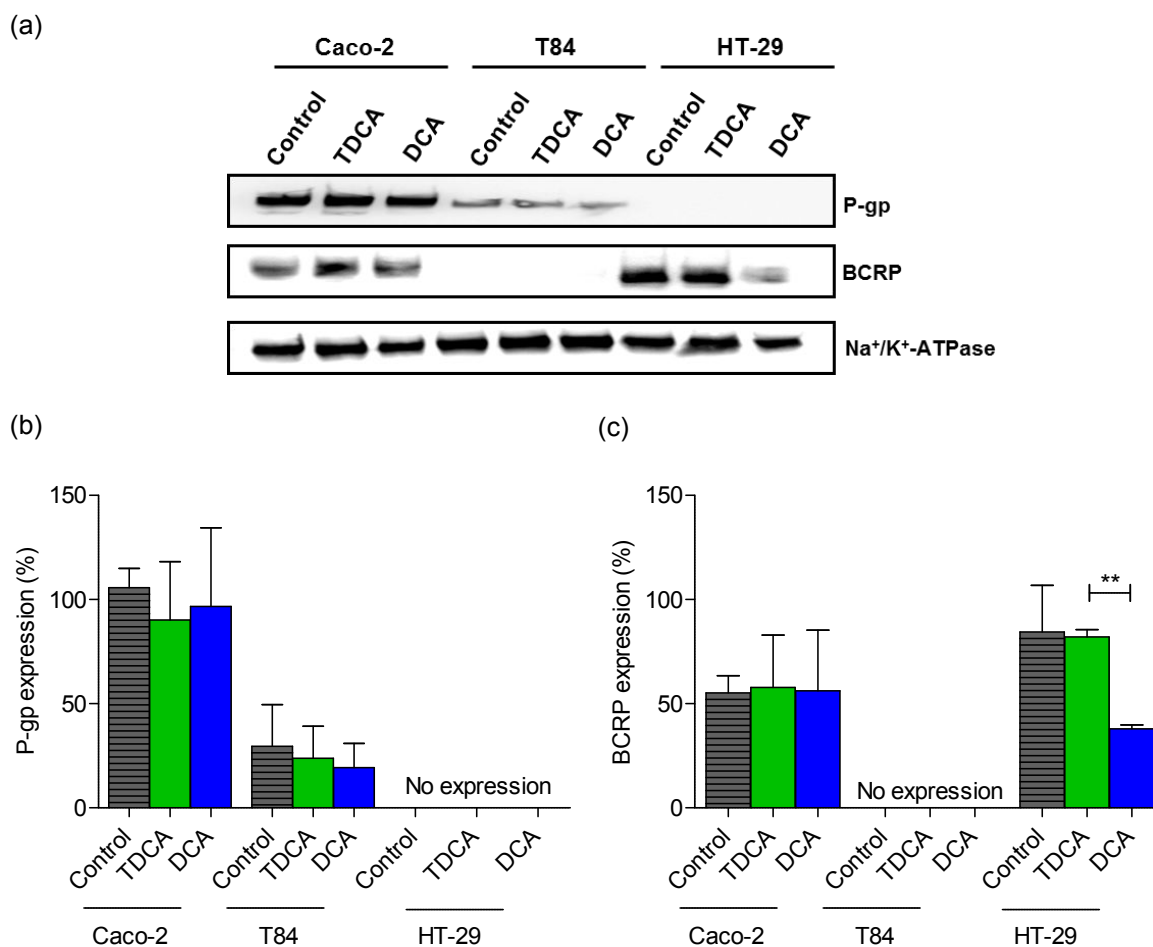 (a)
Caco-2 T84 HT-29
Control TDCA DCA Control TDCA DCA Control TDCA DCA
P-gp
BCRP
Na⁺/K⁺-ATPase
(b)
P-gp expression (%)
150
100
50
0
No expression
Control TDCA DCA Control TDCA DCA Control TDCA DCA
Caco-2 T84 HT-29
(c)
BCRP expression (%)
150
100
50
0
**
No expression
Control TDCA DCA Control TDCA DCA Control TDCA DCA
Caco-2 T84 HT-29